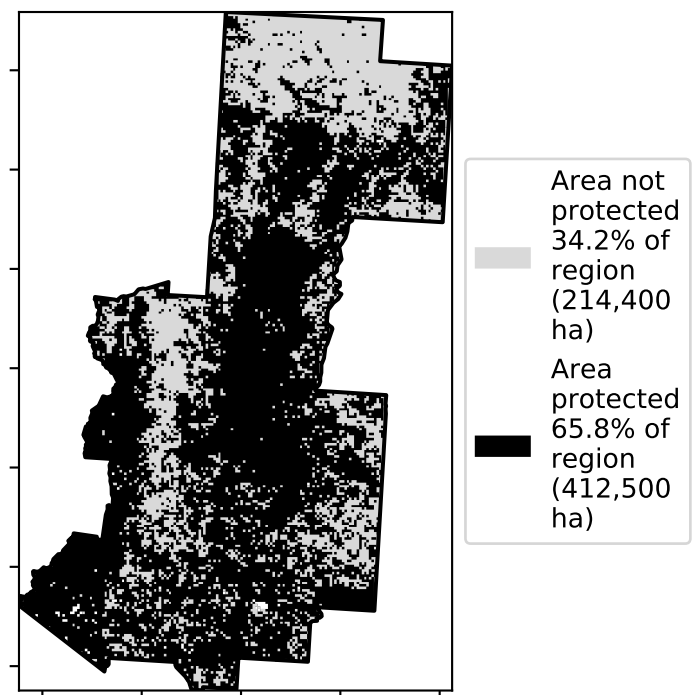 Area not
protected
34.2% of
region
(214,400
ha)
Area
protected
65.8% of
region
(412,500
ha)